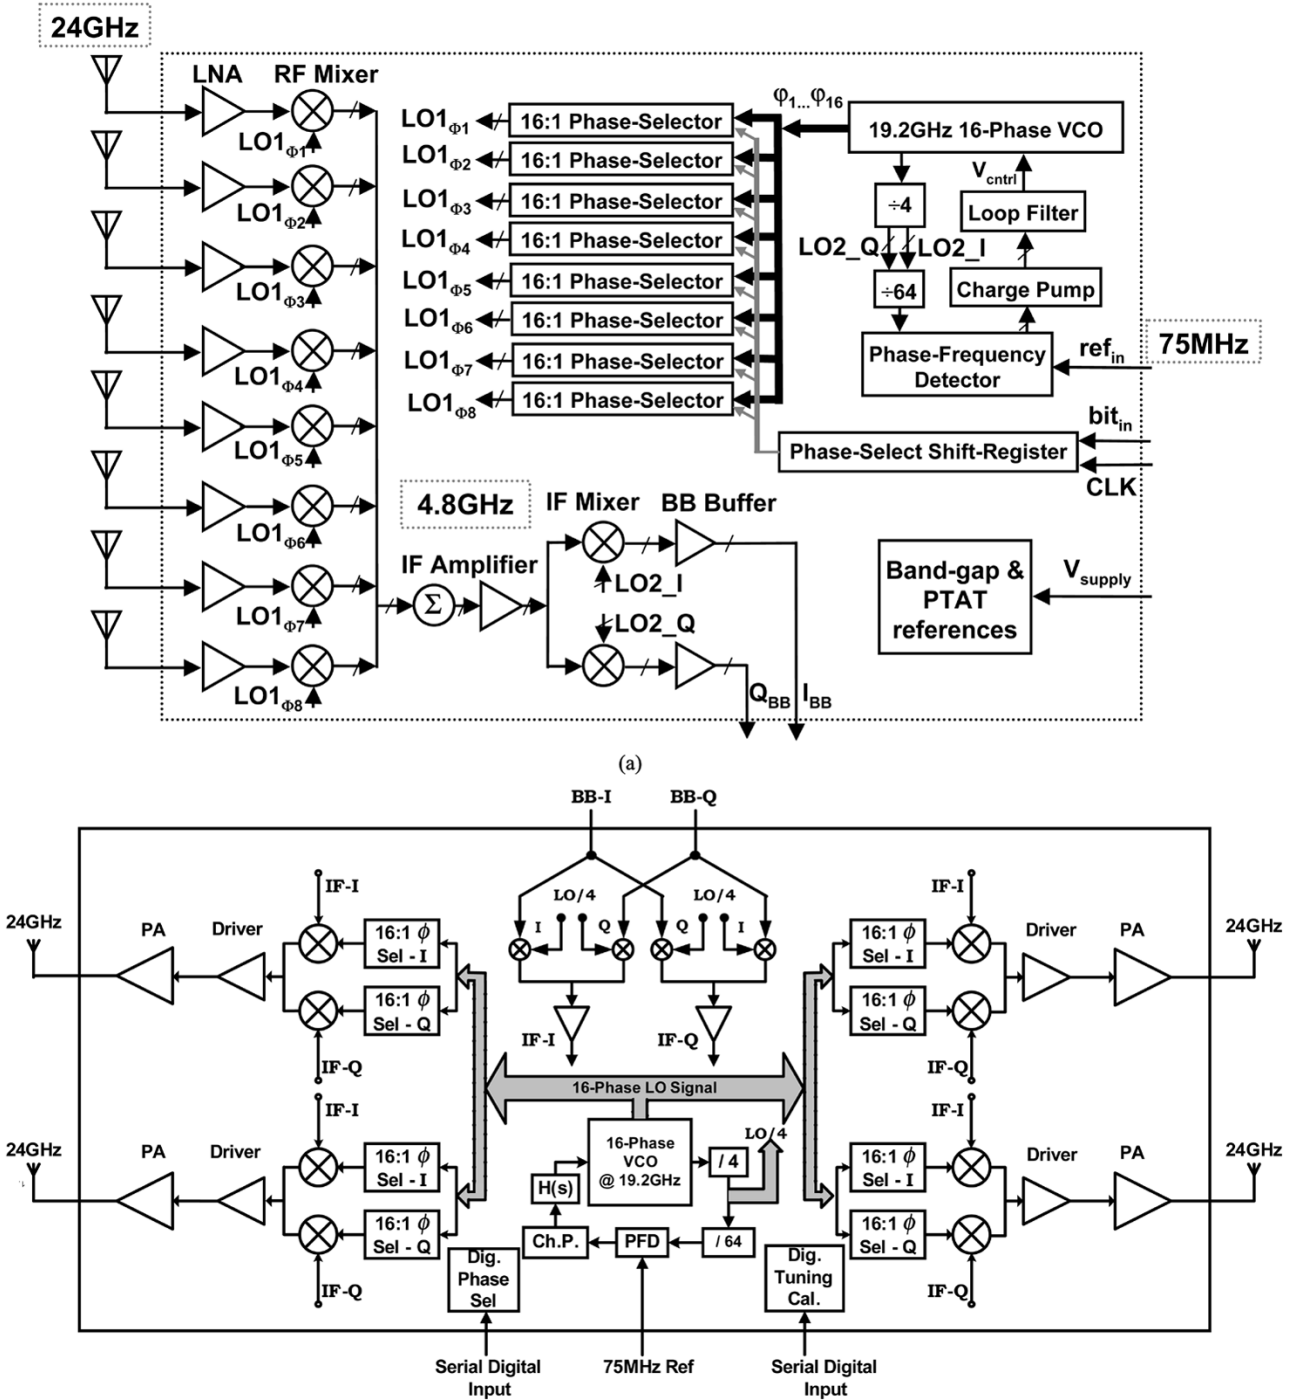 24GHz
LNA RF Mixer
LO1Φ1
LO1Φ2
LO1Φ3
LO1Φ4
LO1Φ5
LO1Φ6
LO1Φ7
LO1Φ8
LO1Φ1 16:1 Phase-Selector
LO1Φ2 16:1 Phase-Selector
LO1Φ3 16:1 Phase-Selector
LO1Φ4 16:1 Phase-Selector
LO1Φ5 16:1 Phase-Selector
LO1Φ6 16:1 Phase-Selector
LO1Φ7 16:1 Phase-Selector
LO1Φ8 16:1 Phase-Selector
φ1...φ16
19.2GHz 16-Phase VCO
Vcntrl
÷4
Loop Filter
LO2_Q LO2_I
÷64
Charge Pump
Phase-Frequency
Detector
refin
75MHz
bitin
Phase-Select Shift-Register
CLK
4.8GHz
IF Mixer BB Buffer
IF Amplifier
Σ
LO2_I
LO2_Q
QBB IBB
Band-gap &
PTAT
references
Vsupply
(a)
BB-I BB-Q
LO/4 LO/4
I Q Q I
IF-I IF-Q
24GHz
PA
Driver
IF-I
16:1 ϕ
Sel - I
16:1 ϕ
Sel - Q
IF-Q
IF-I
16:1 ϕ
Sel - I
16:1 ϕ
Sel - Q
IF-Q
Driver
PA
24GHz
16-Phase LO Signal
24GHz
PA
Driver
IF-I
16:1 ϕ
Sel - I
16:1 ϕ
Sel - Q
IF-Q
16-Phase
VCO
@ 19.2GHz
/ 4
LO/4
H(s)
Ch.P.
PFD
/ 64
IF-I
16:1 ϕ
Sel - I
16:1 ϕ
Sel - Q
IF-Q
Driver
PA
24GHz
Dig.
Phase
Sel
Dig.
Tuning
Cal.
Serial Digital
Input
75MHz Ref
Serial Digital
Input